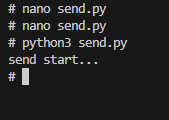 # nano send.py
# nano send.py
# python3 send.py
send start...
#